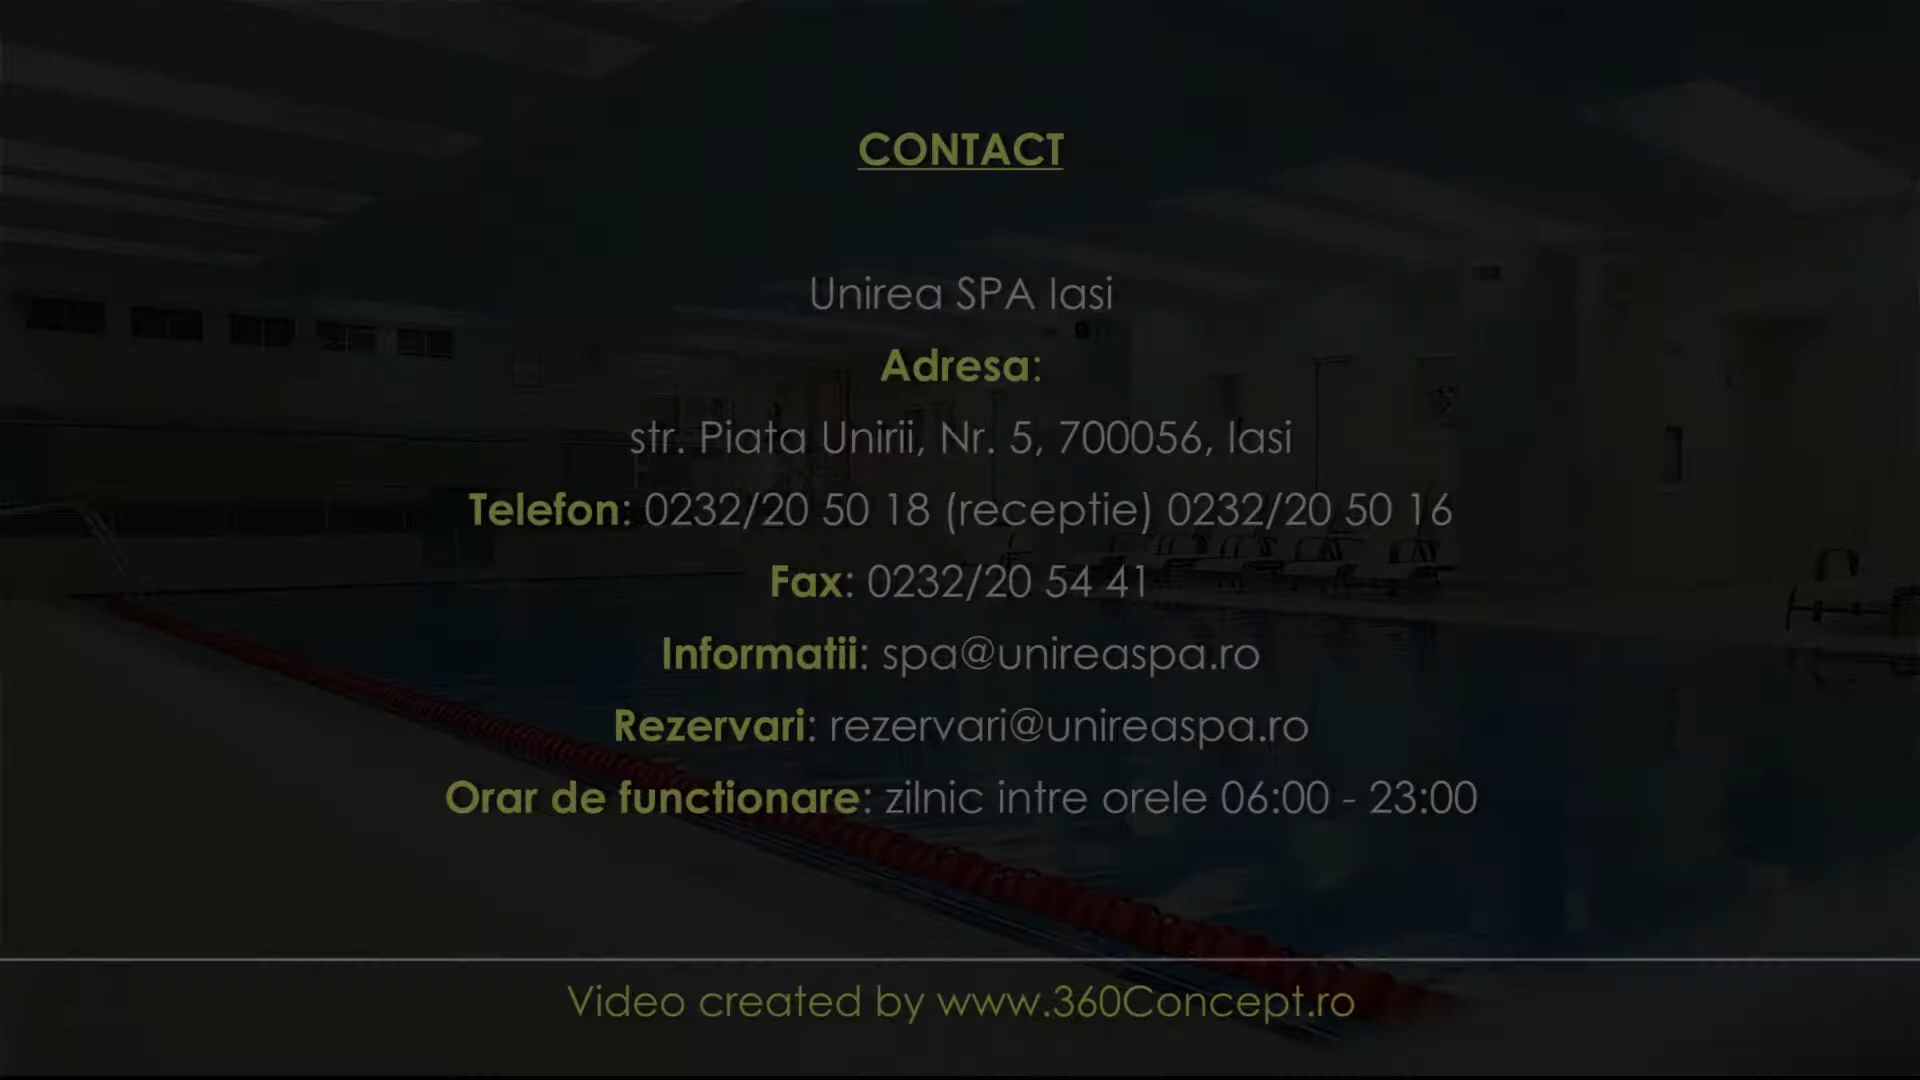 CONTACT
Unirea SPA Iasi
Adresa:
str. Piata Unirii, Nr. 5, 700056, Iasi
Telefon: 0232/20 50 18 (receptie) 0232/20 50 16
Fax: 0232/20 54 41
Informatii: spa@unireaspa.ro
Rezervari: rezervari@unireaspa.ro
Orar de functionare: zilnic intre orele 06:00 - 23:00
Video created by www.360Concept.ro